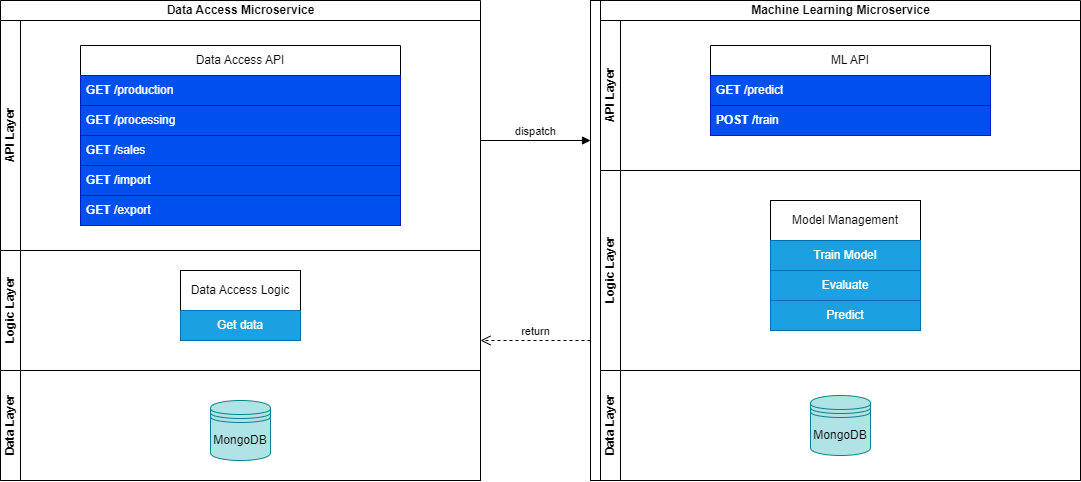 Data Access Microservice
API Layer
Data Access API
GET /production
GET /processing
GET /sales
GET /import
GET /export
Logic Layer
Data Access Logic
Get data
Data Layer
MongoDB
dispatch
return
Machine Learning Microservice
API Layer
ML API
GET /predict
POST /train
Logic Layer
Model Management
Train Model
Evaluate
Predict
Data Layer
MongoDB